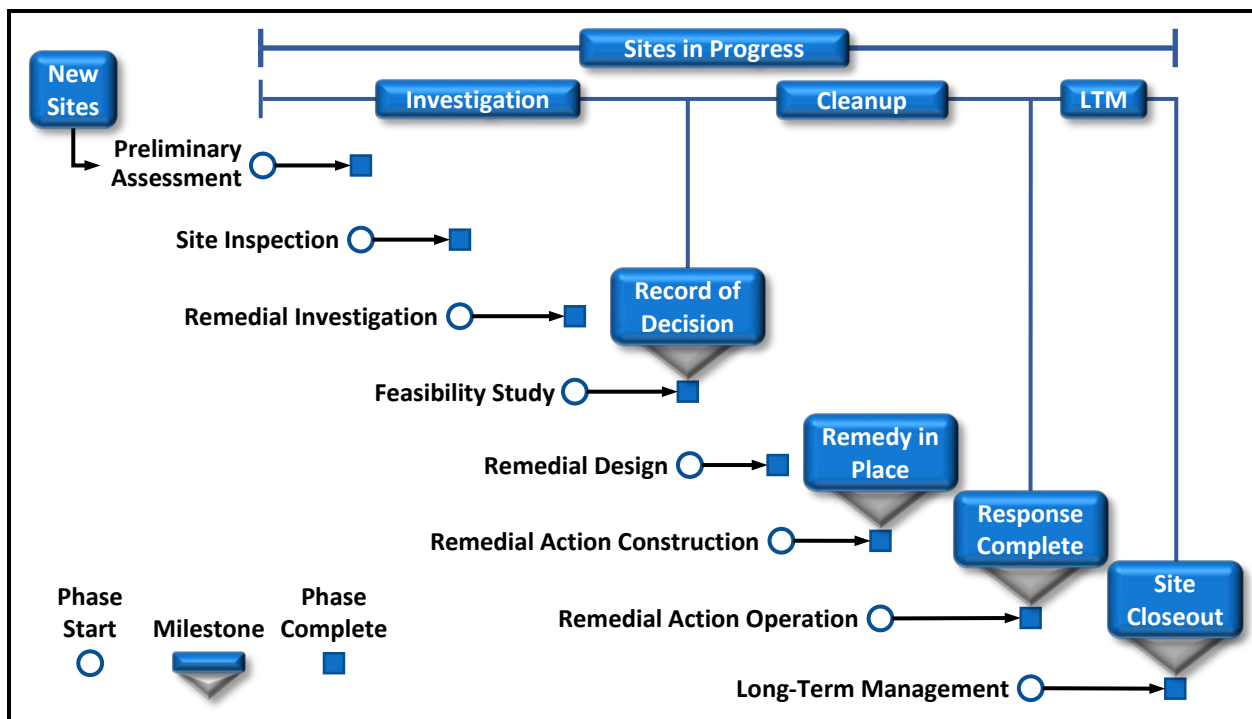 Sites in Progress
New
Sites
Investigation
Cleanup
LTM
Preliminary
Assessment
Site Inspection
Remedial Investigation
Record of
Decision
Feasibility Study
Remedial Design
Remedy in
Place
Remedial Action Construction
Response
Complete
Remedial Action Operation
Site
Closeout
Long-Term Management
Phase
Start
Milestone
Phase
Complete